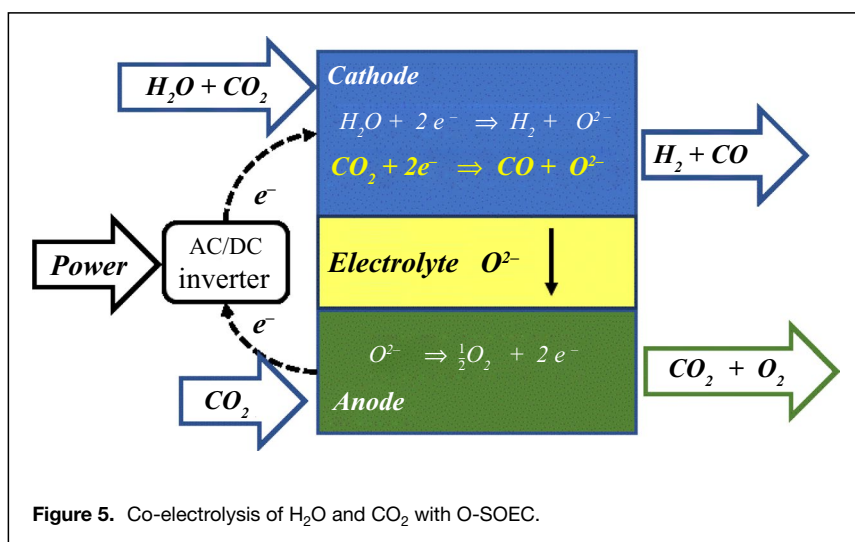 H₂O + CO₂
Cathode
H₂O + 2 e⁻ ⇒ H₂ + O²⁻
CO₂ + 2e⁻ ⇒ CO + O²⁻
H₂ + CO
e⁻
Power
AC/DC
inverter
Electrolyte O²⁻
e⁻
O²⁻ ⇒ ½O₂ + 2 e⁻
CO₂
Anode
CO₂ + O₂
Figure 5. Co-electrolysis of H₂O and CO₂ with O-SOEC.